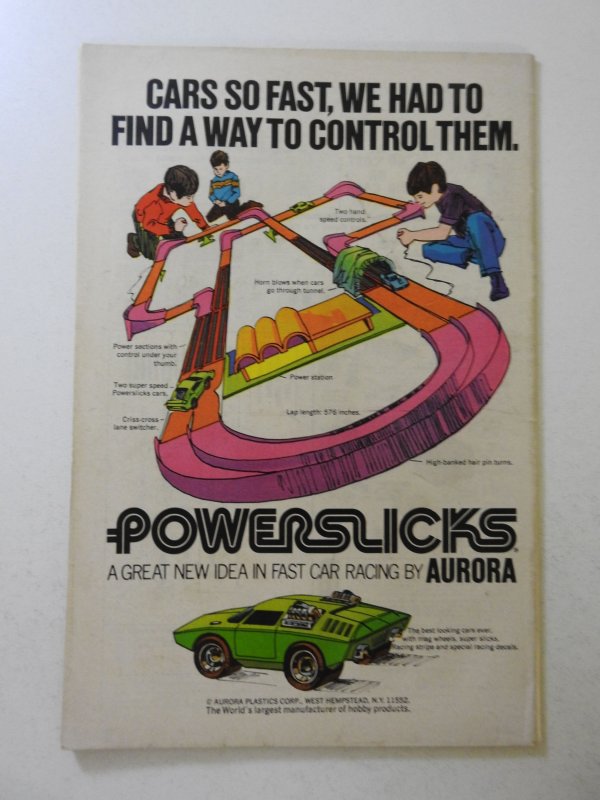 CARS SO FAST, WE HAD TO
FIND A WAY TO CONTROL THEM.
Two hand
speed controls.
Horn blows when cars
go through tunnel.
Power sections with
control under your
thumb.
Power station
Two super speed
Powerslicks cars.
Lap length: 576 inches.
Criss-cross
lane switcher.
High-banked hair pin turns.
POWERSLICKS
A GREAT NEW IDEA IN FAST CAR RACING BY AURORA
The best looking cars ever,
with mag wheels, super slicks,
Racing stripe and special racing decals.
© AURORA PLASTICS CORP., WEST HEMPSTEAD, N.Y. 11552.
The World's largest manufacturer of hobby products.